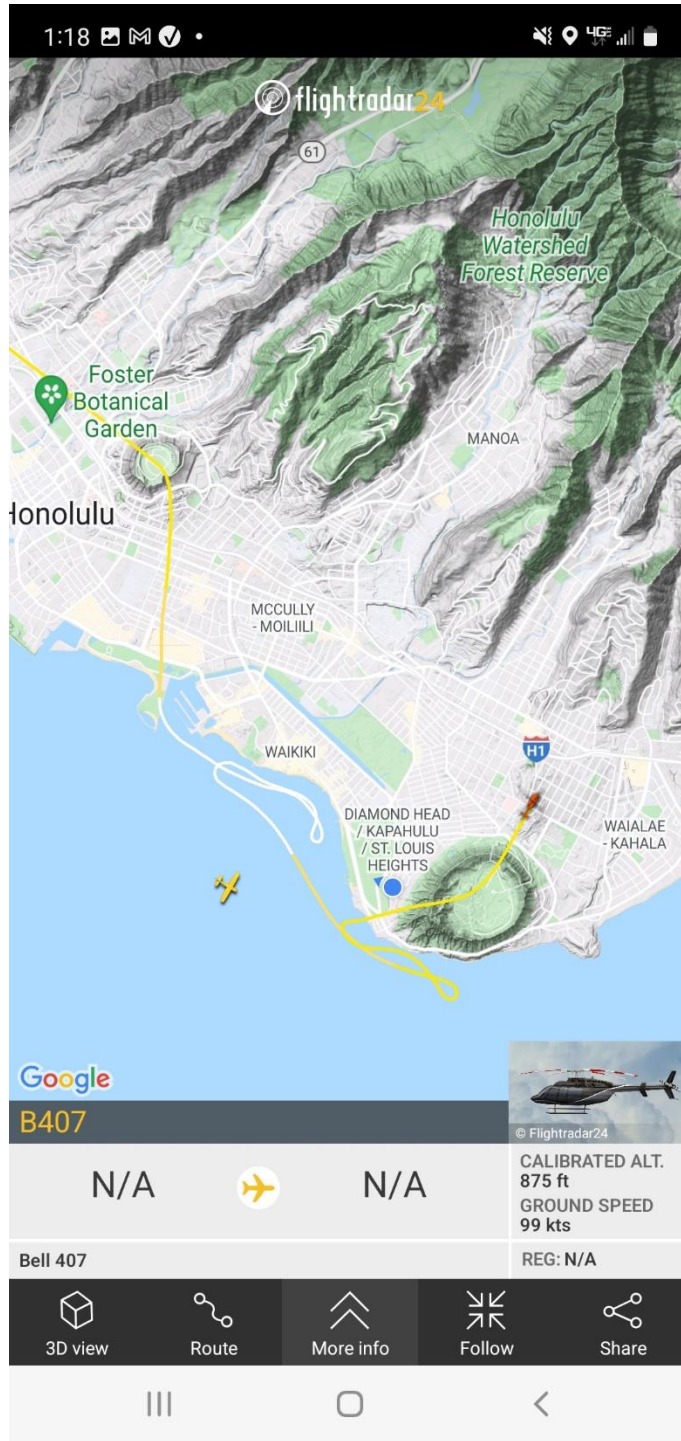 1:18
4G
flightradar24
61
Honolulu
Watershed
Forest Reserve
Foster
Botanical
Garden
MANOA
Honolulu
MCCULLY
- MOILIILI
WAIKIKI
H1
DIAMOND HEAD
/ KAPAHULU
/ ST. LOUIS
HEIGHTS
WAIALAE
- KAHALA
Google
B407
© Flightradar24
N/A
N/A
CALIBRATED ALT.
875 ft
GROUND SPEED
99 kts
Bell 407
REG: N/A
3D view
Route
More info
Follow
Share